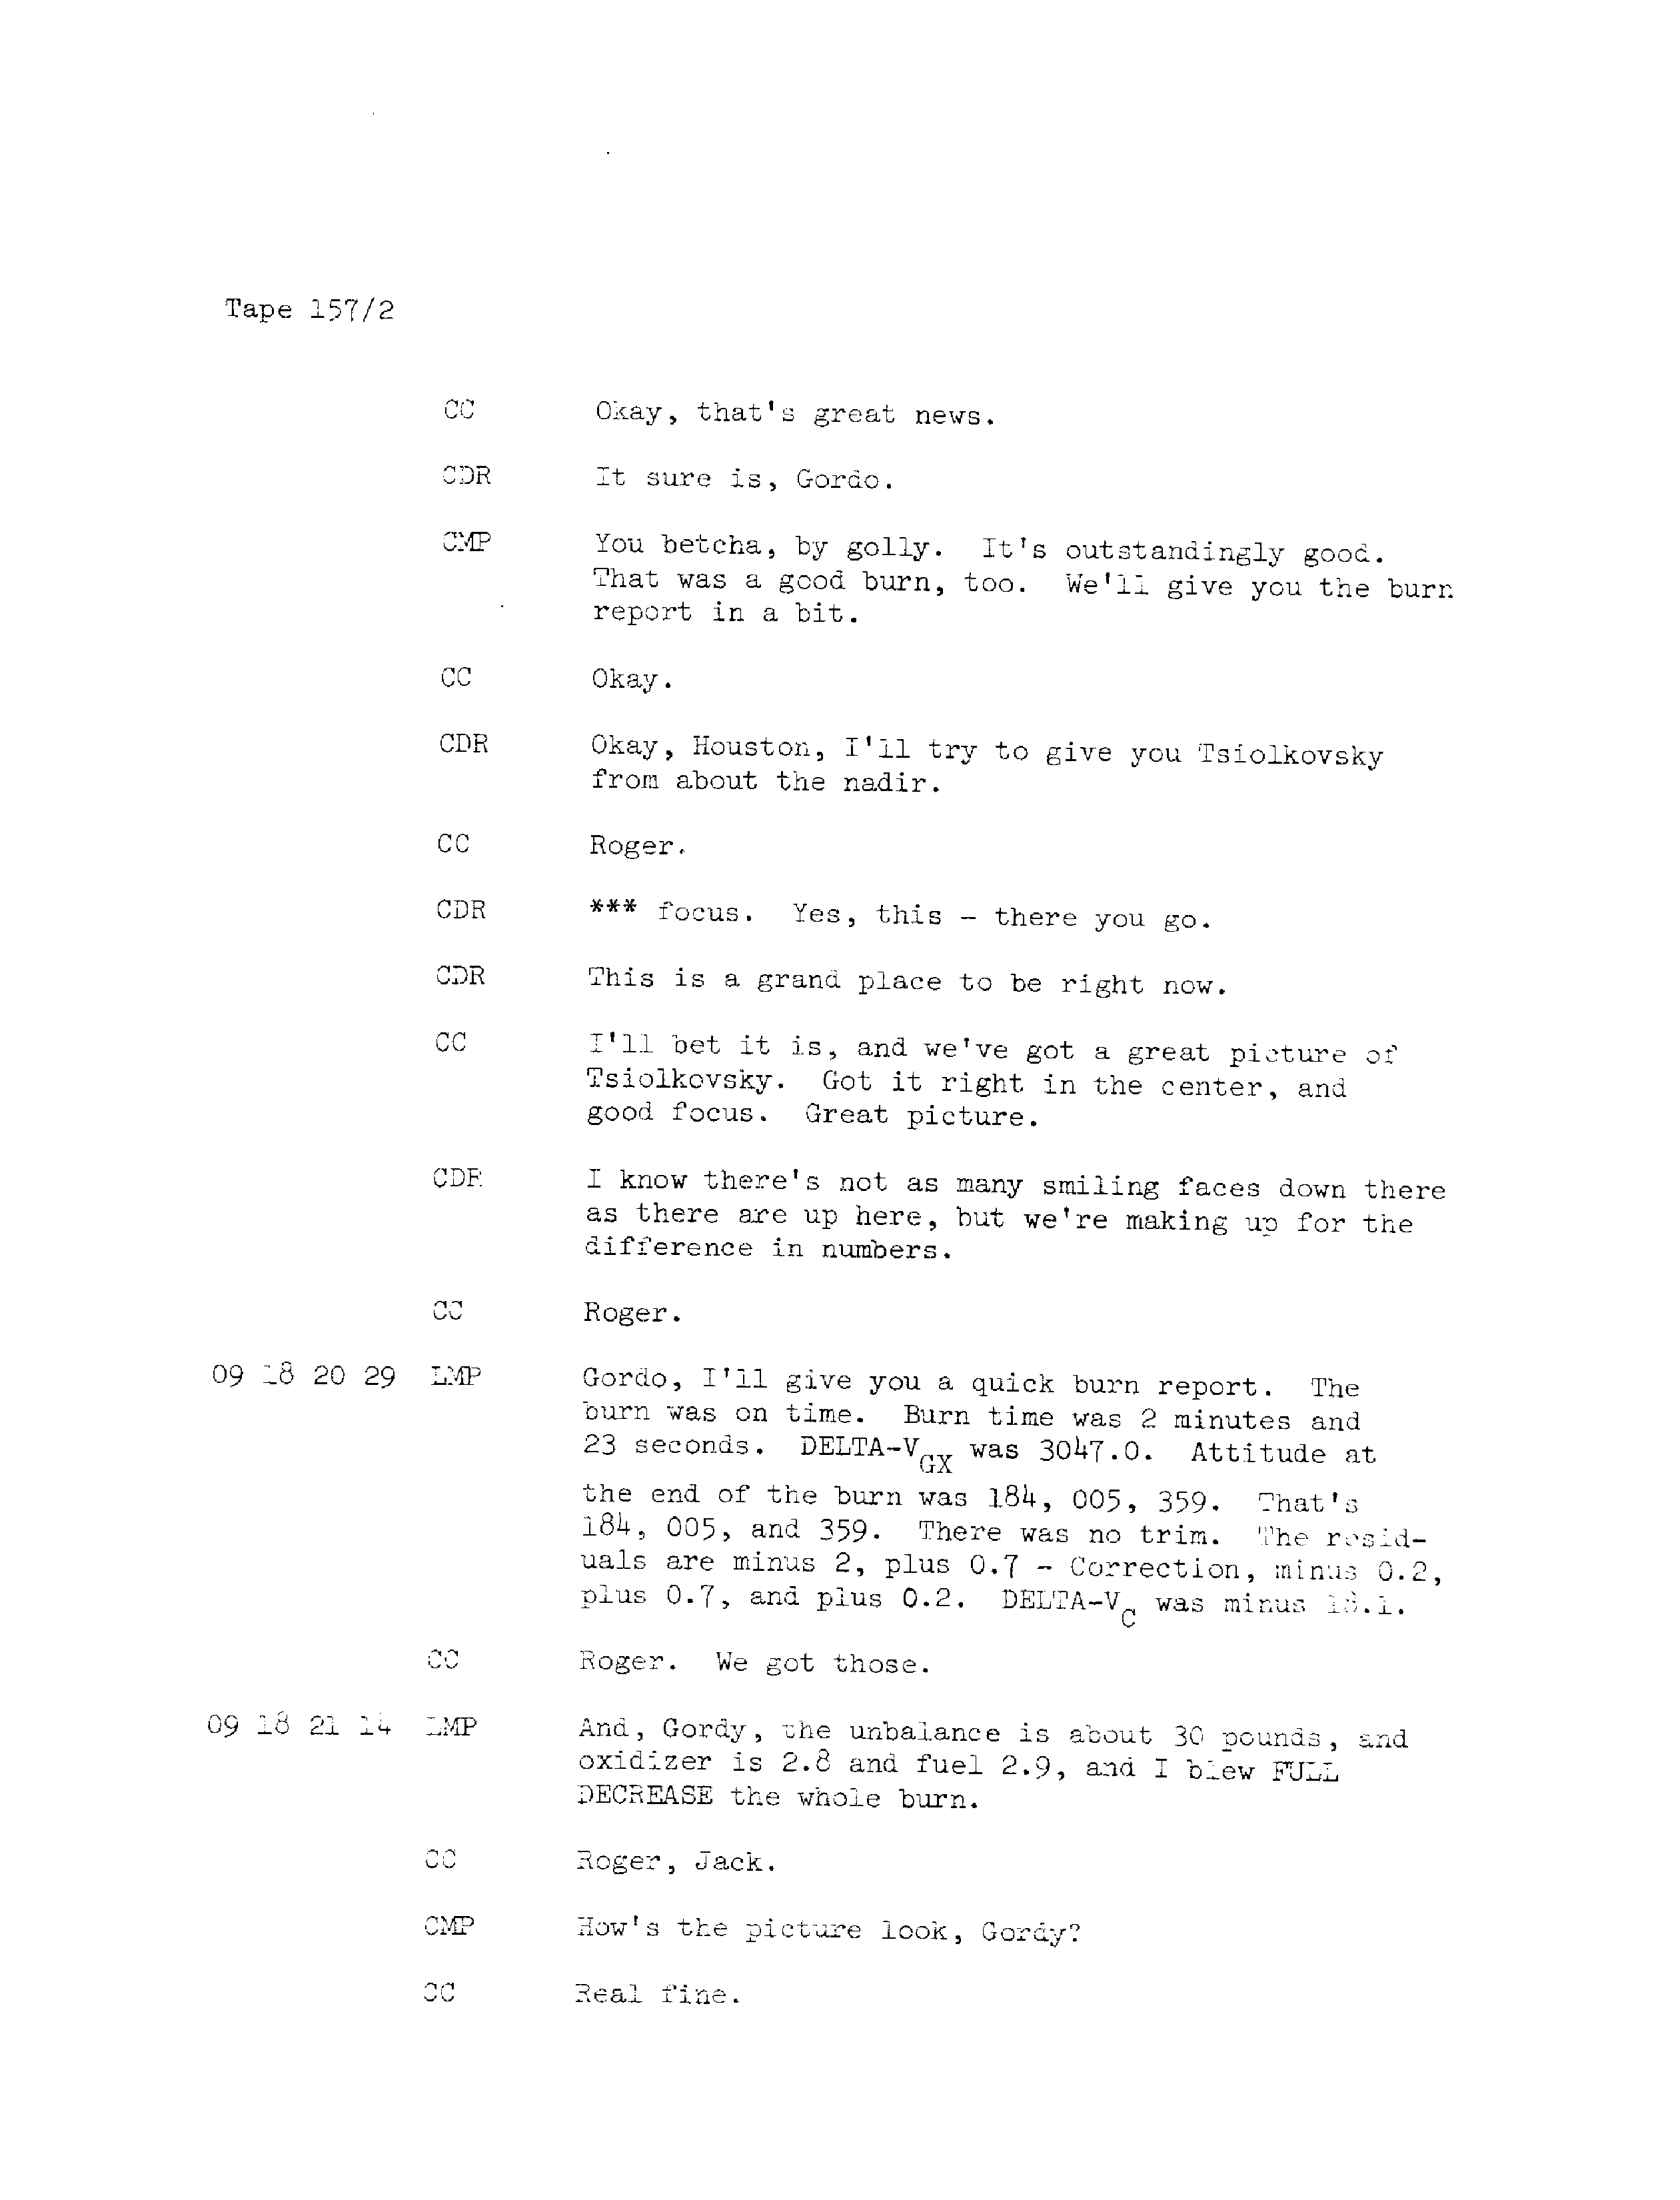 Tape 157/2
CC Okay, that's great news.
CDR It sure is, Gordo.
CMP You betcha, by golly. It's outstandingly good.
That was a good burn, too. We'll give you the burn
report in a bit.
CC Okay.
CDR Okay, Houston, I'll try to give you Tsiolkovsky
from about the nadir.
CC Roger.
CDR *** focus. Yes, this - there you go.
CDR This is a grand place to be right now.
CC I'll bet it is, and we've got a great picture of
Tsiolkovsky. Got it right in the center, and
good focus. Great picture.
CDR I know there's not as many smiling faces down there
as there are up here, but we're making up for the
difference in numbers.
CC Roger.
09 18 20 29 LMP Gordo, I'll give you a quick burn report. The
burn was on time. Burn time was 2 minutes and
23 seconds. DELTA-VGX was 3047.0. Attitude at
the end of the burn was 184, 005, 359. That's
184, 005, and 359. There was no trim. The resid-
uals are minus 2, plus 0.7 - Correction, minus 0.2,
plus 0.7, and plus 0.2. DELTA-VC was minus
CC Roger. We got those.
09 18 21 14 LMP And, Gordy, the unbalance is about 30 pounds, and
oxidizer is 2.8 and fuel 2.9, and I blew FULL
DECREASE the whole burn.
CC Roger, Jack.
CMP How's the picture look, Gordy?
CC Real fine.